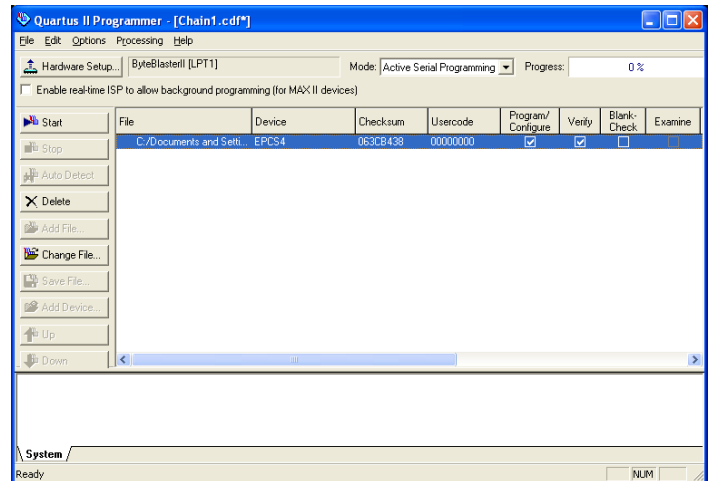 Quartus II Programmer - [Chain1.cdf*]
File Edit Options Processing Help
Hardware Setup... ByteBlasterII [LPT1] Mode: Active Serial Programming Progress: 0 %
Enable real-time ISP to allow background programming (for MAX II devices)
Start
Stop
Auto Detect
Delete
Add File...
Change File...
Save File...
Add Device...
Up
Down
File Device Checksum Usercode Program/ Configure Verify Blank- Check Examine
C:/Documents and Setti... EPCS4 063CB438 00000000
System
Ready NUM